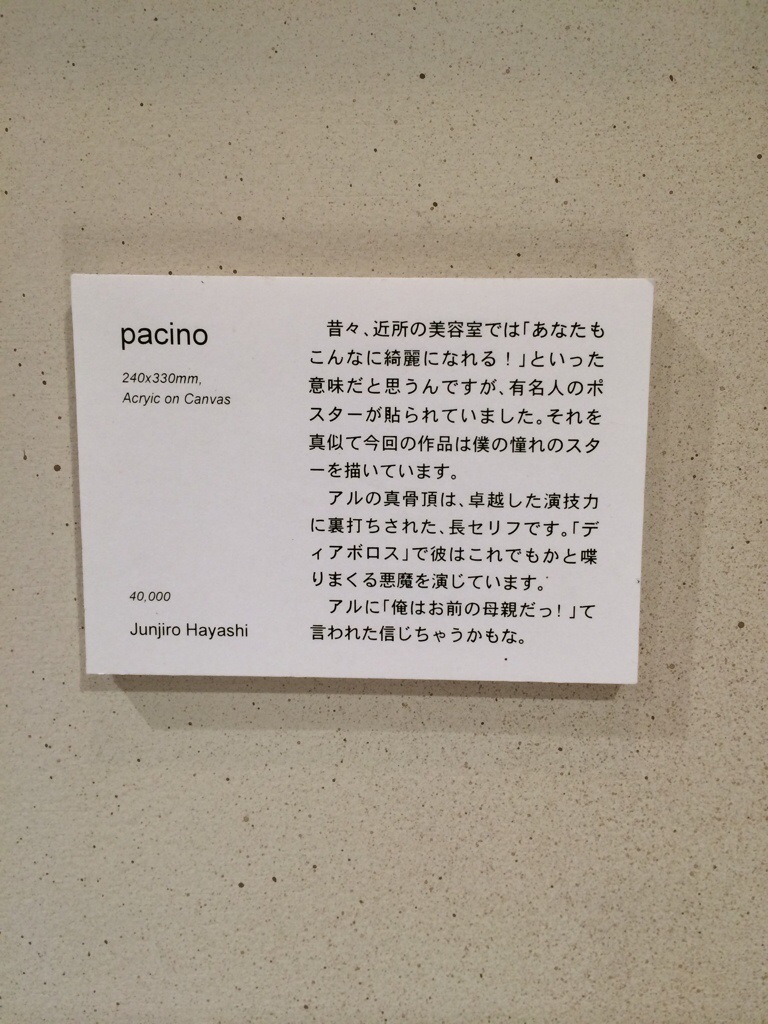 pacino
240x330mm,
Acryic on Canvas
40,000
Junjiro Hayashi
昔々、近所の美容室では「あなたも
こんなに綺麗になれる！」といった
意味だと思うんですが、有名人のポ
スターが貼られていました。それを
真似て今回の作品は僕の憧れのスタ
ーを描いています。
アルの真骨頂は、卓越した演技力
に裏打ちされた、長セリフです。「デ
ィアボロス」で彼はこれでもかと喋
りまくる悪魔を演じています。
アルに「俺はお前の母親だっ！」て
言われた信じちゃうかもな。